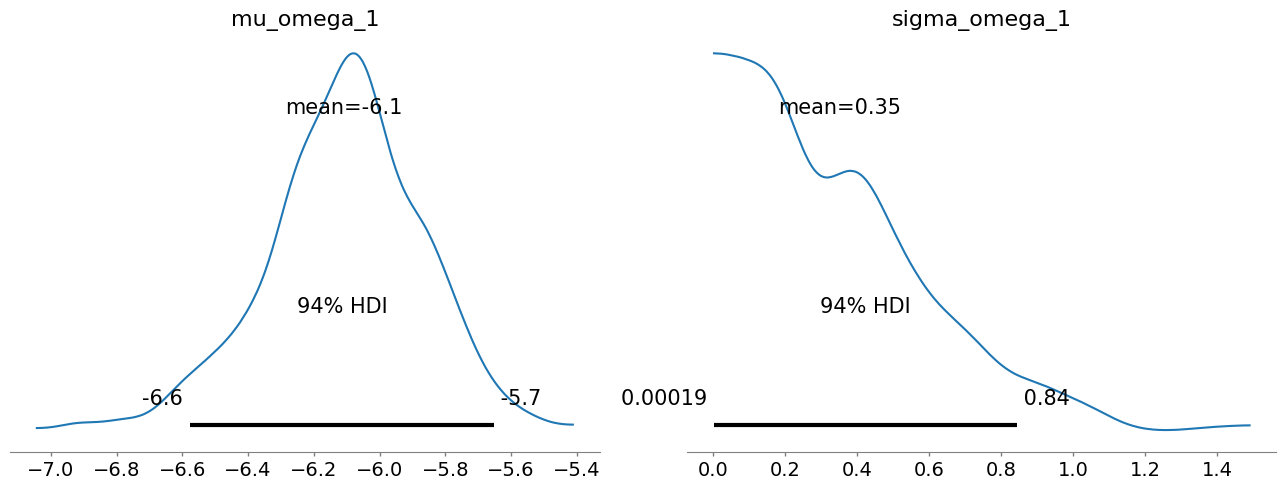 mu_omega_1
mean=-6.1
94% HDI
-6.6
-5.7
−7.0 −6.8 −6.6 −6.4 −6.2 −6.0 −5.8 −5.6 −5.4
sigma_omega_1
mean=0.35
94% HDI
0.00019
0.84
0.0 0.2 0.4 0.6 0.8 1.0 1.2 1.4